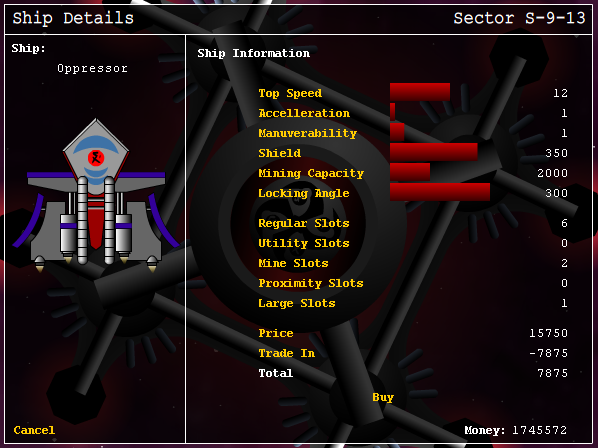 Ship Details Sector S-9-13
Ship:
Oppressor
Ship Information
Top Speed 12
Accelleration 1
Manuverability 1
Shield 350
Mining Capacity 2000
Locking Angle 300
Regular Slots 6
Utility Slots 0
Mine Slots 2
Proximity Slots 0
Large Slots 1
Price 15750
Trade In -7875
Total 7875
Buy
Cancel Money: 1745572